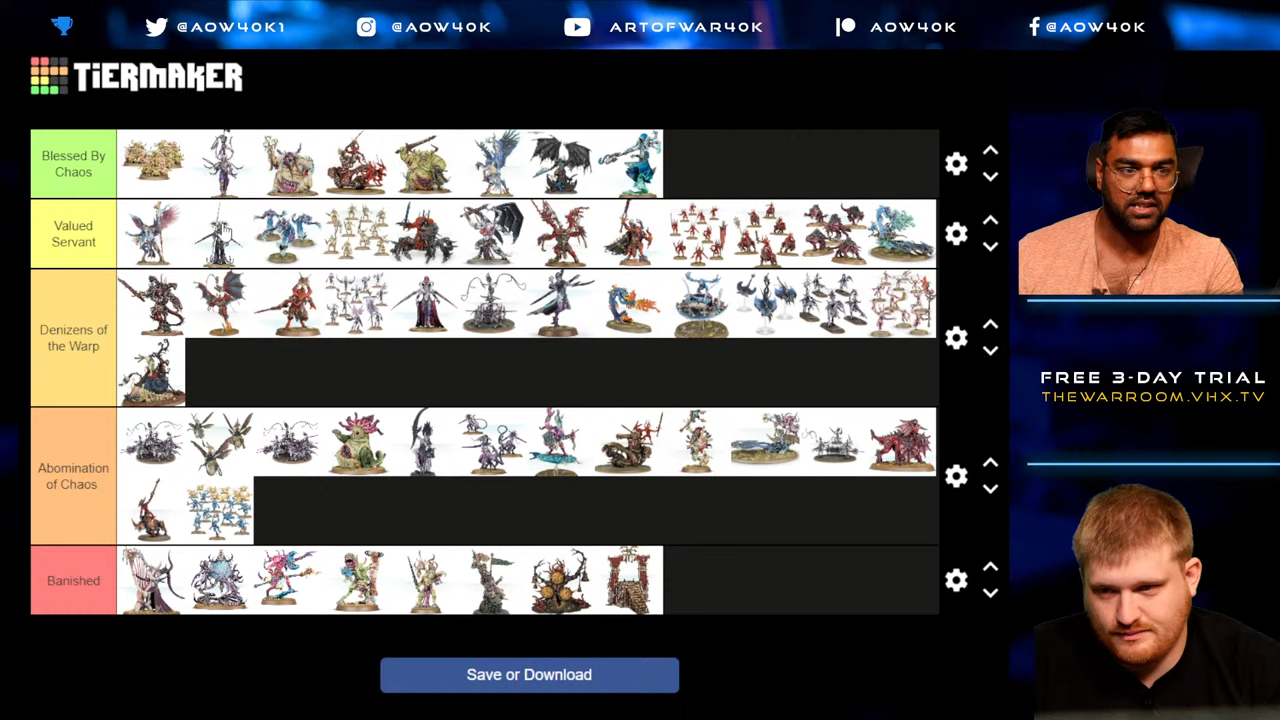 @AOW40K1 @AOW40K ARTOFWAR40K AOW40K @AOW40K
TiERMAKER
Blessed By
Chaos
Valued
Servant
Denizens of
the Warp
Abomination
of Chaos
Banished
FREE 3-DAY TRIAL
THEWARROOM.VHX.TV
Save or Download